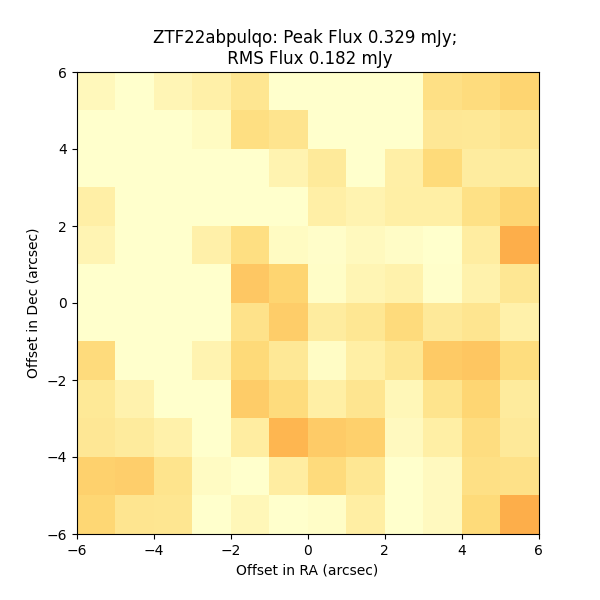 ZTF22abpulqo: Peak Flux 0.329 mJy;
RMS Flux 0.182 mJy
6
4
2
0
−2
−4
−6
Offset in Dec (arcsec)
−6 −4 −2 0 2 4 6
Offset in RA (arcsec)